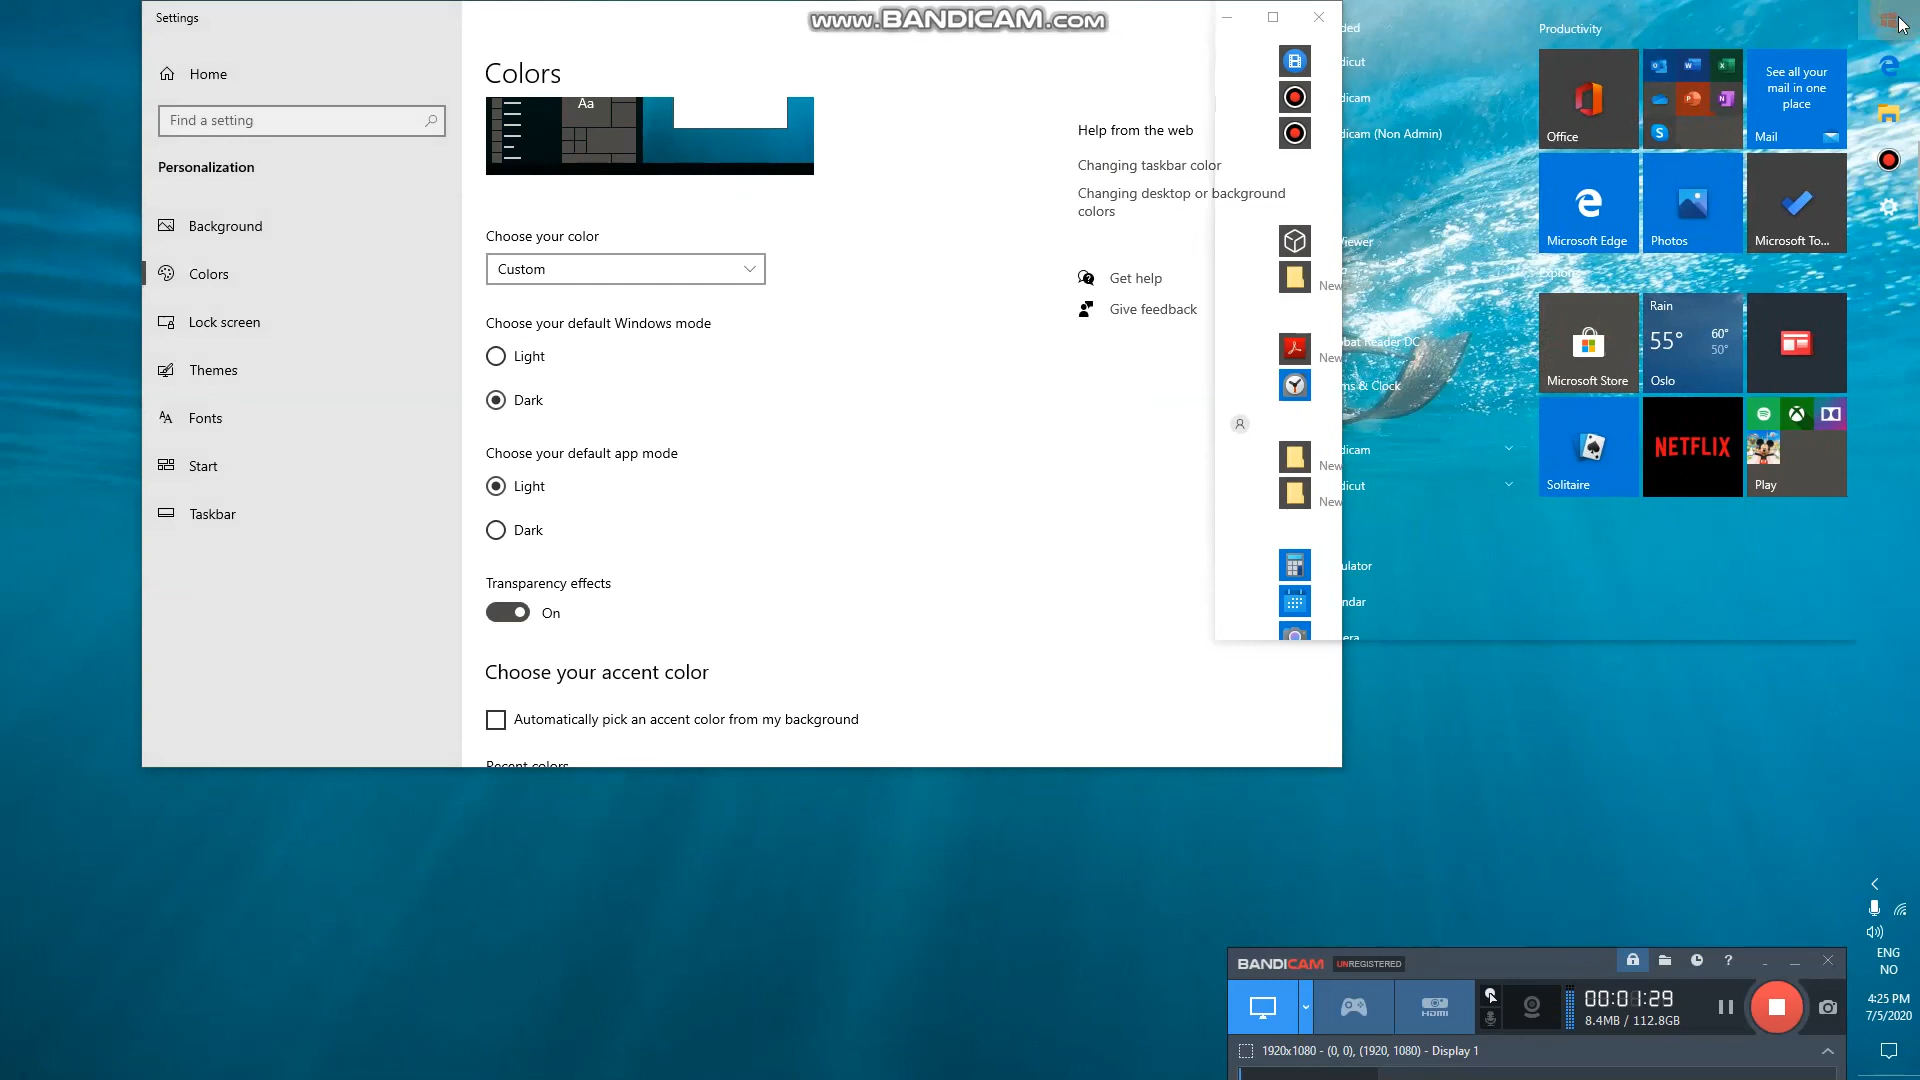 Settings
www.BANDICAM.com
Home
Find a setting
Personalization
Background
Colors
Lock screen
Themes
Fonts
Start
Taskbar
Colors
Aa
Choose your color
Custom
Choose your default Windows mode
Light
Dark
Choose your default app mode
Light
Dark
Transparency effects
On
Choose your accent color
Automatically pick an accent color from my background
Recent colors
Help from the web
Changing taskbar color
Changing desktop or background
colors
Get help
Give feedback
ded
dicut
dicam
dicam (Non Admin)
iewer
New
bat Reader DC
New
ms & Clock
dicam
New
dicut
New
ulator
ndar
era
Productivity
Office
See all your
mail in one
place
Mail
Microsoft Edge
Photos
Microsoft To...
Explore
Microsoft Store
Rain
55°
60°
50°
Oslo
Solitaire
NETFLIX
Play
BANDICAM
UNREGISTERED
HDMI
00:01:29
8.4MB / 112.8GB
1920x1080 - (0, 0), (1920, 1080) - Display 1
ENG
NO
4:25 PM
7/5/2020